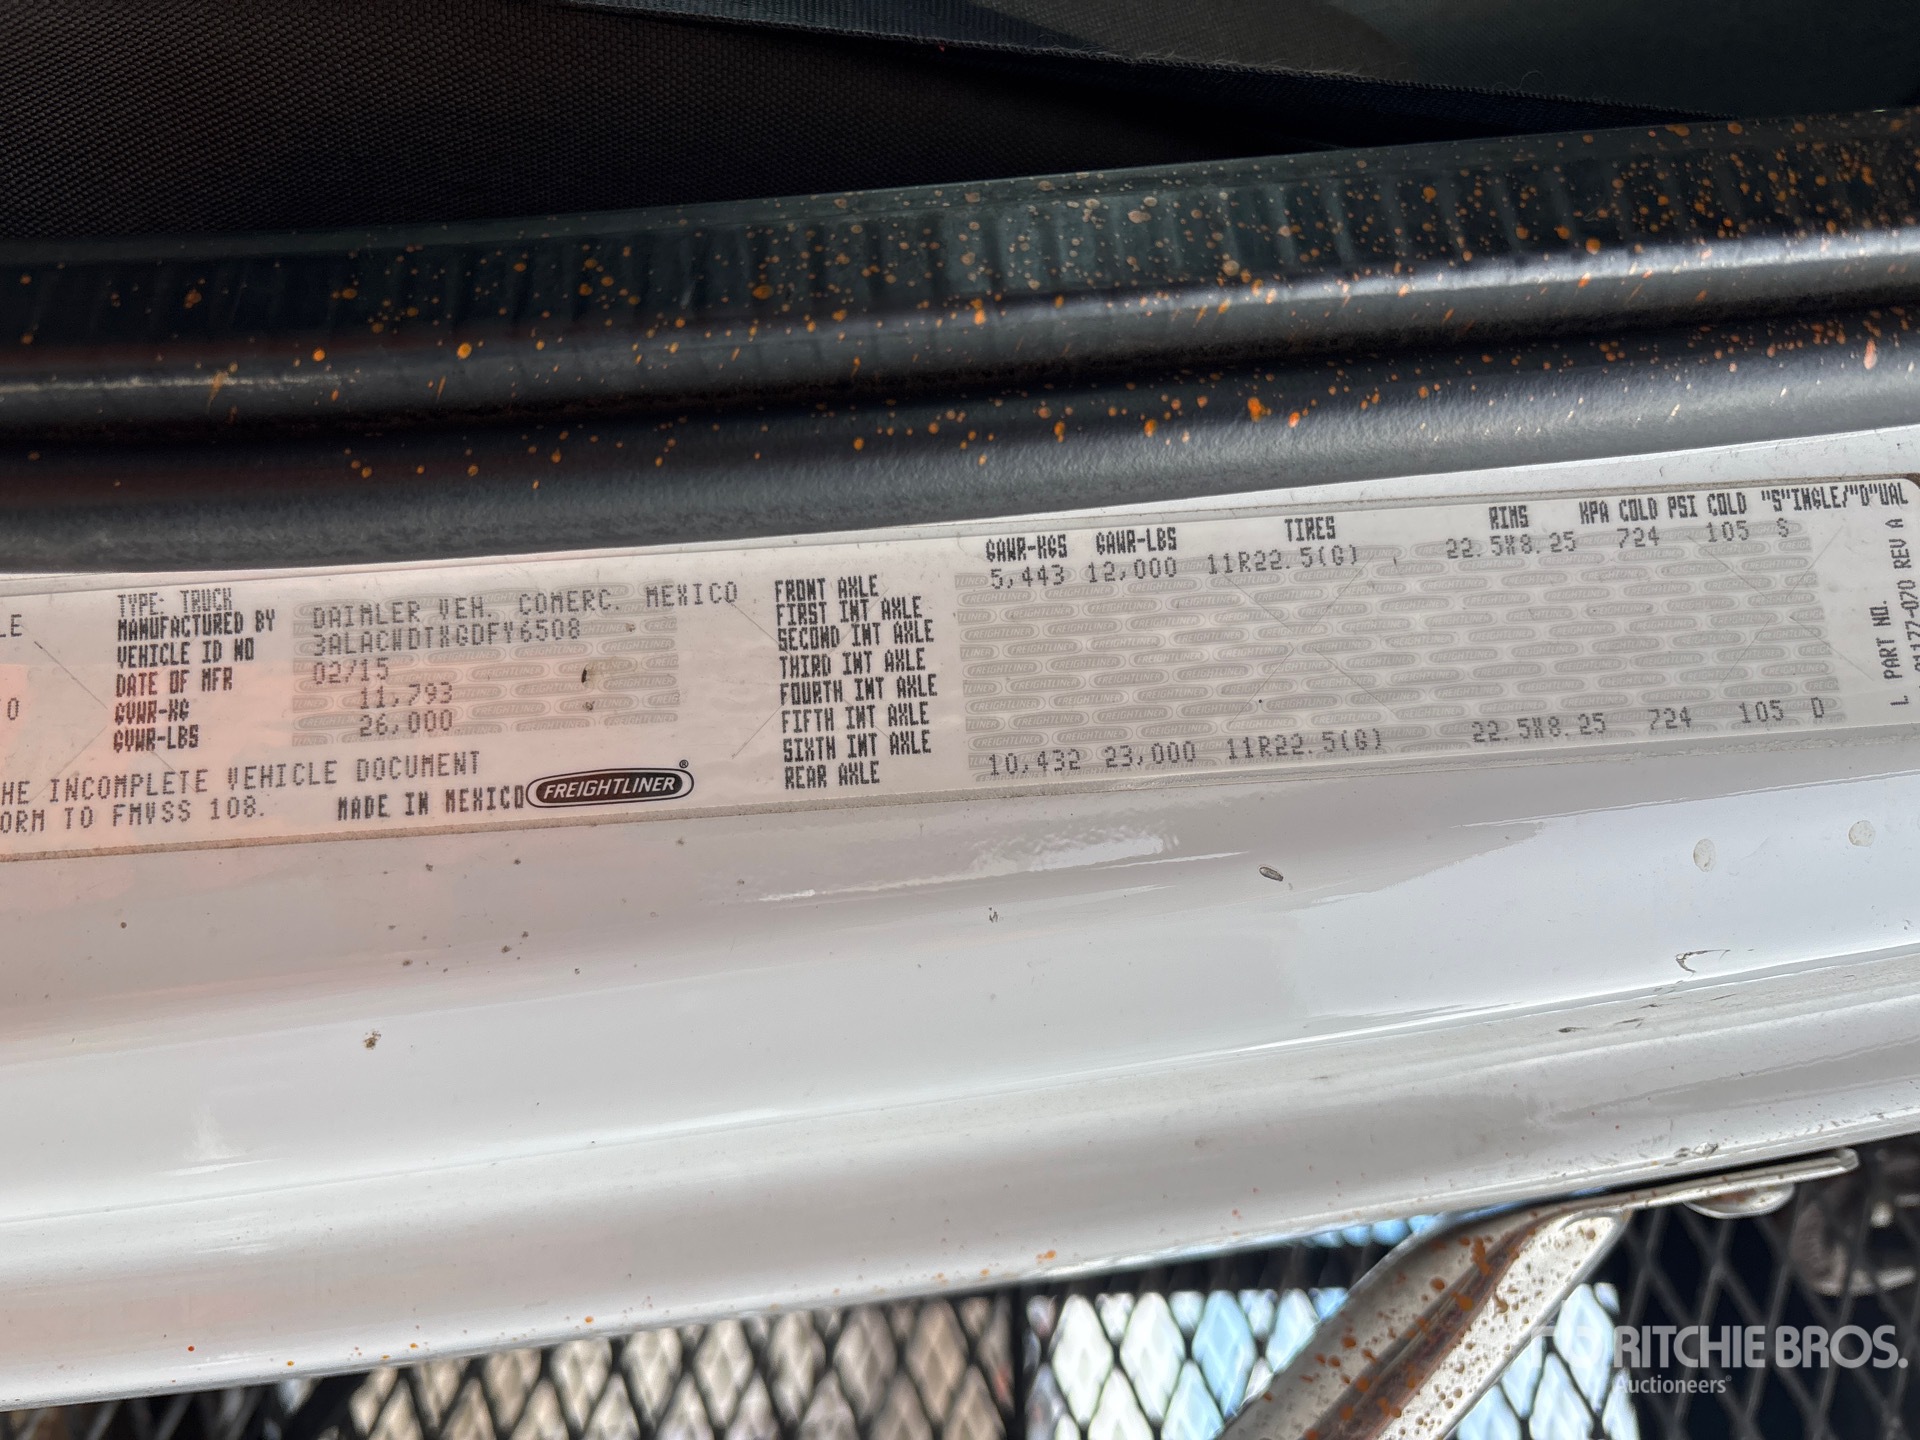 LE
TO
HE INCOMPLETE VEHICLE DOCUMENT
ORM TO FMVSS 108.
TYPE: TRUCK
MANUFACTURED BY DAIMLER VEH. COMERC. MEXICO
VEHICLE ID NO 3ALACWDTXGDFY6508
DATE OF MFR 02/15
GVWR-KG 11,793
GVWR-LBS 26,000
MADE IN MEXICO FREIGHTLINER®
GAWR-KGS GAWR-LBS TIRES RIMS KPA COLD PSI COLD "S"INGLE/"D"UAL
FRONT AXLE 5,443 12,000 11R22.5(G) 22.5X8.25 724 105 S
FIRST INT AXLE
SECOND INT AXLE
THIRD INT AXLE
FOURTH INT AXLE
FIFTH INT AXLE
SIXTH INT AXLE
REAR AXLE 10,432 23,000 11R22.5(G) 22.5X8.25 724 105 D
L PART NO.
01177-070 REV A
RITCHIE BROS.
Auctioneers